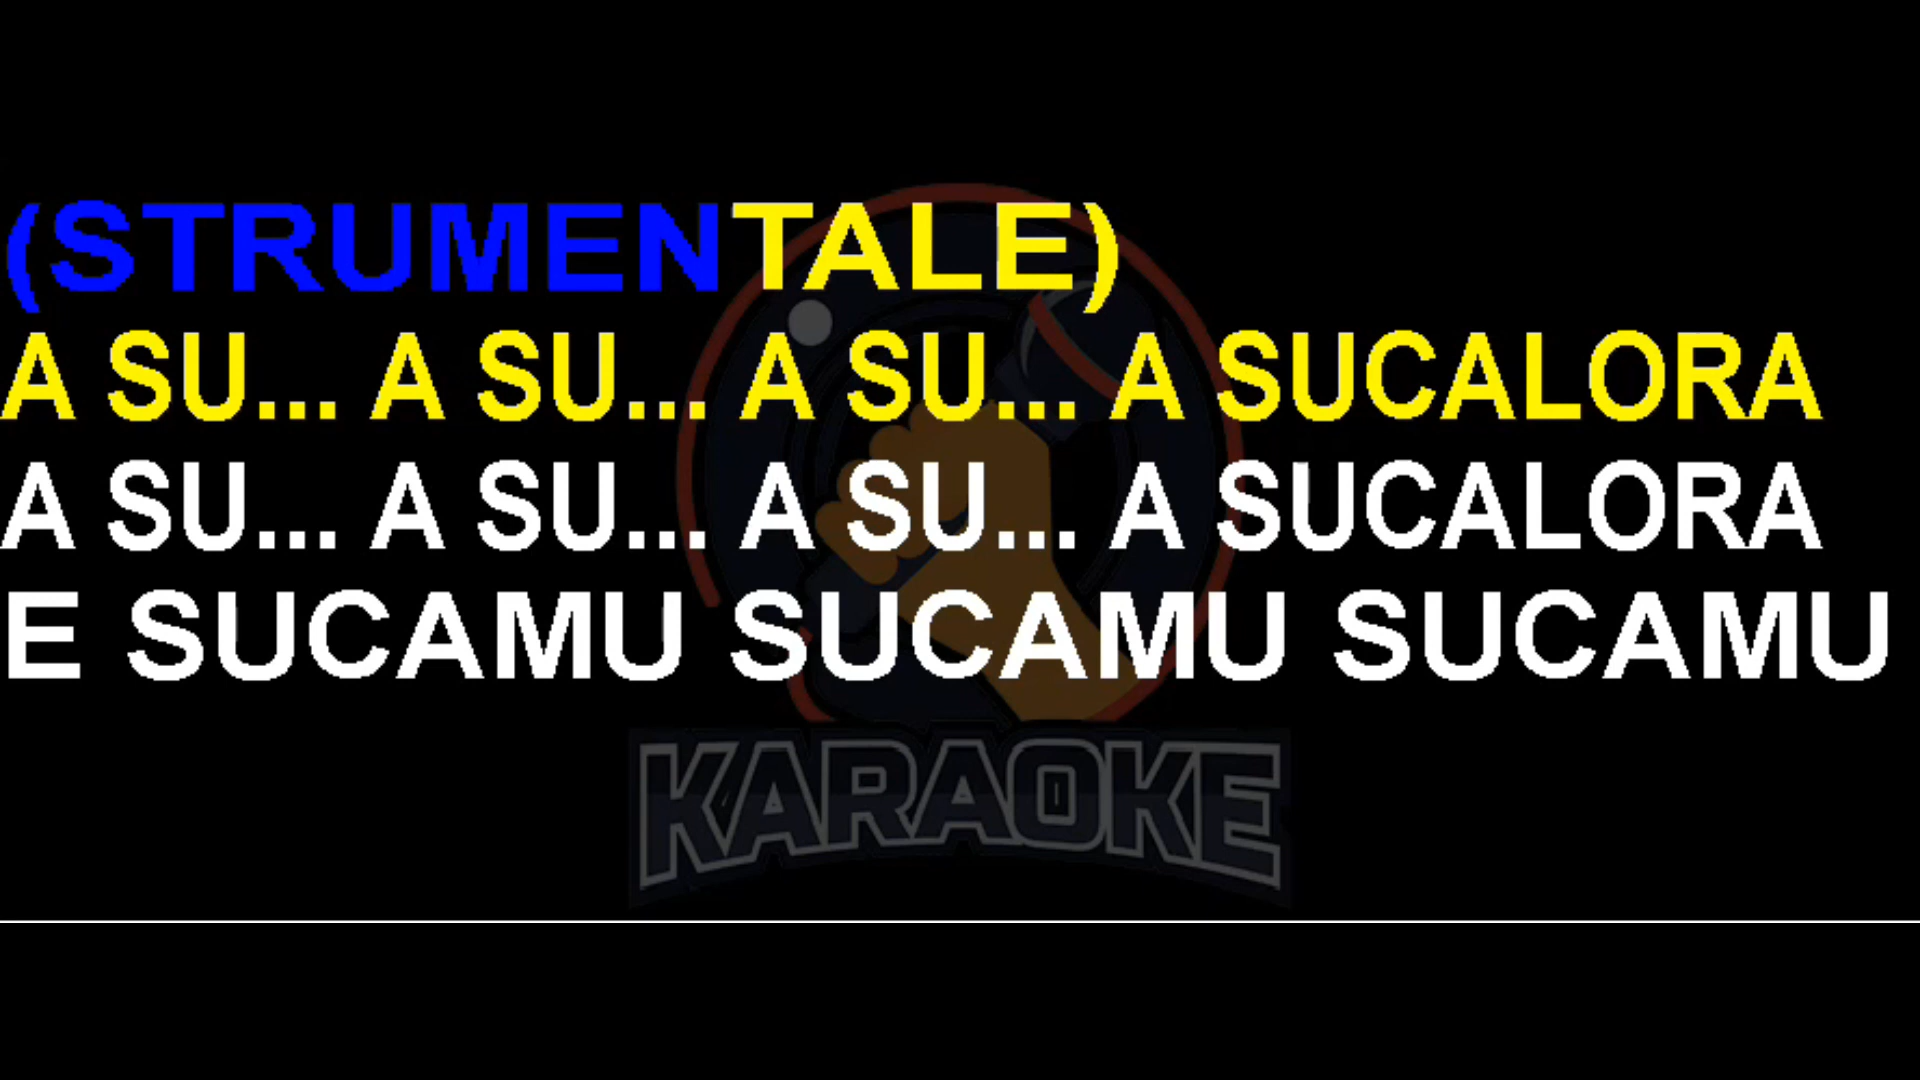 (STRUMENTALE)
A SU... A SU... A SU... A SUCALORA
A SU... A SU... A SU... A SUCALORA
E SUCAMU SUCAMU SUCAMU
KARAOKE